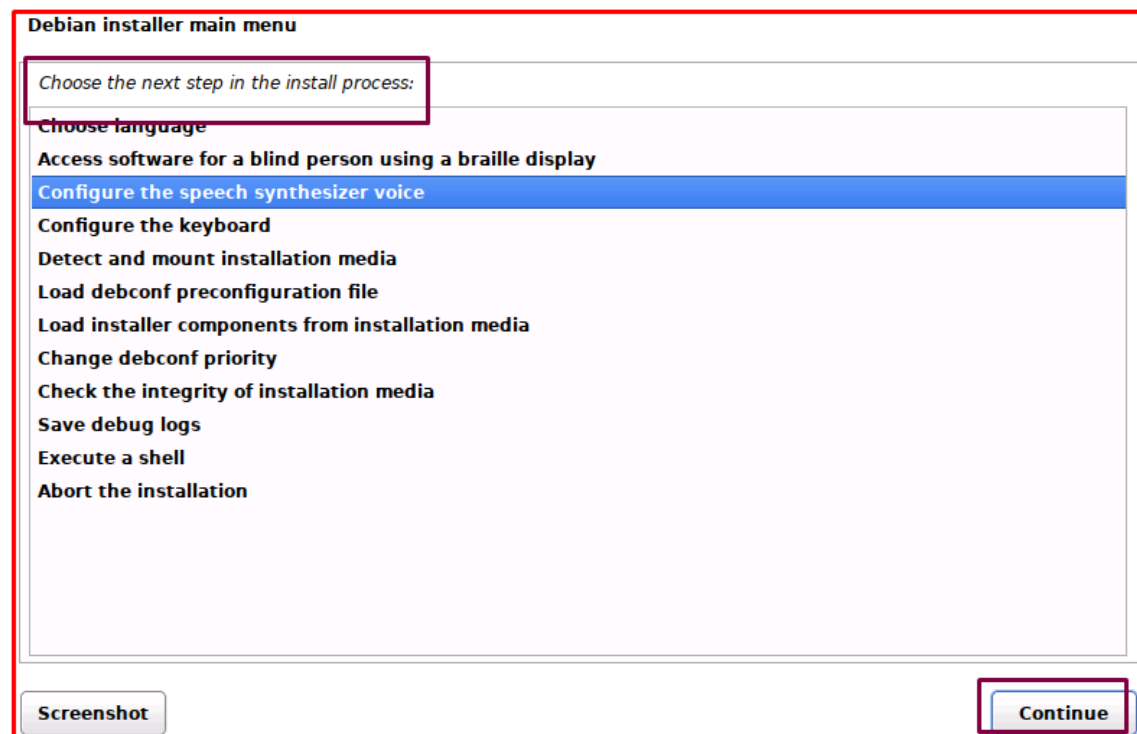 Debian installer main menu
Choose the next step in the install process:
Choose language
Access software for a blind person using a braille display
Configure the speech synthesizer voice
Configure the keyboard
Detect and mount installation media
Load debconf preconfiguration file
Load installer components from installation media
Change debconf priority
Check the integrity of installation media
Save debug logs
Execute a shell
Abort the installation
Screenshot
Continue